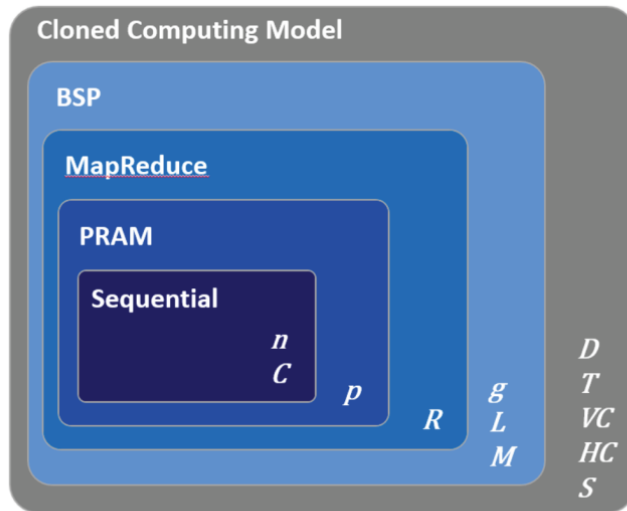 Cloned Computing Model
BSP
MapReduce
PRAM
Sequential
n
C
p
R
g
L
M
D
T
VC
HC
S